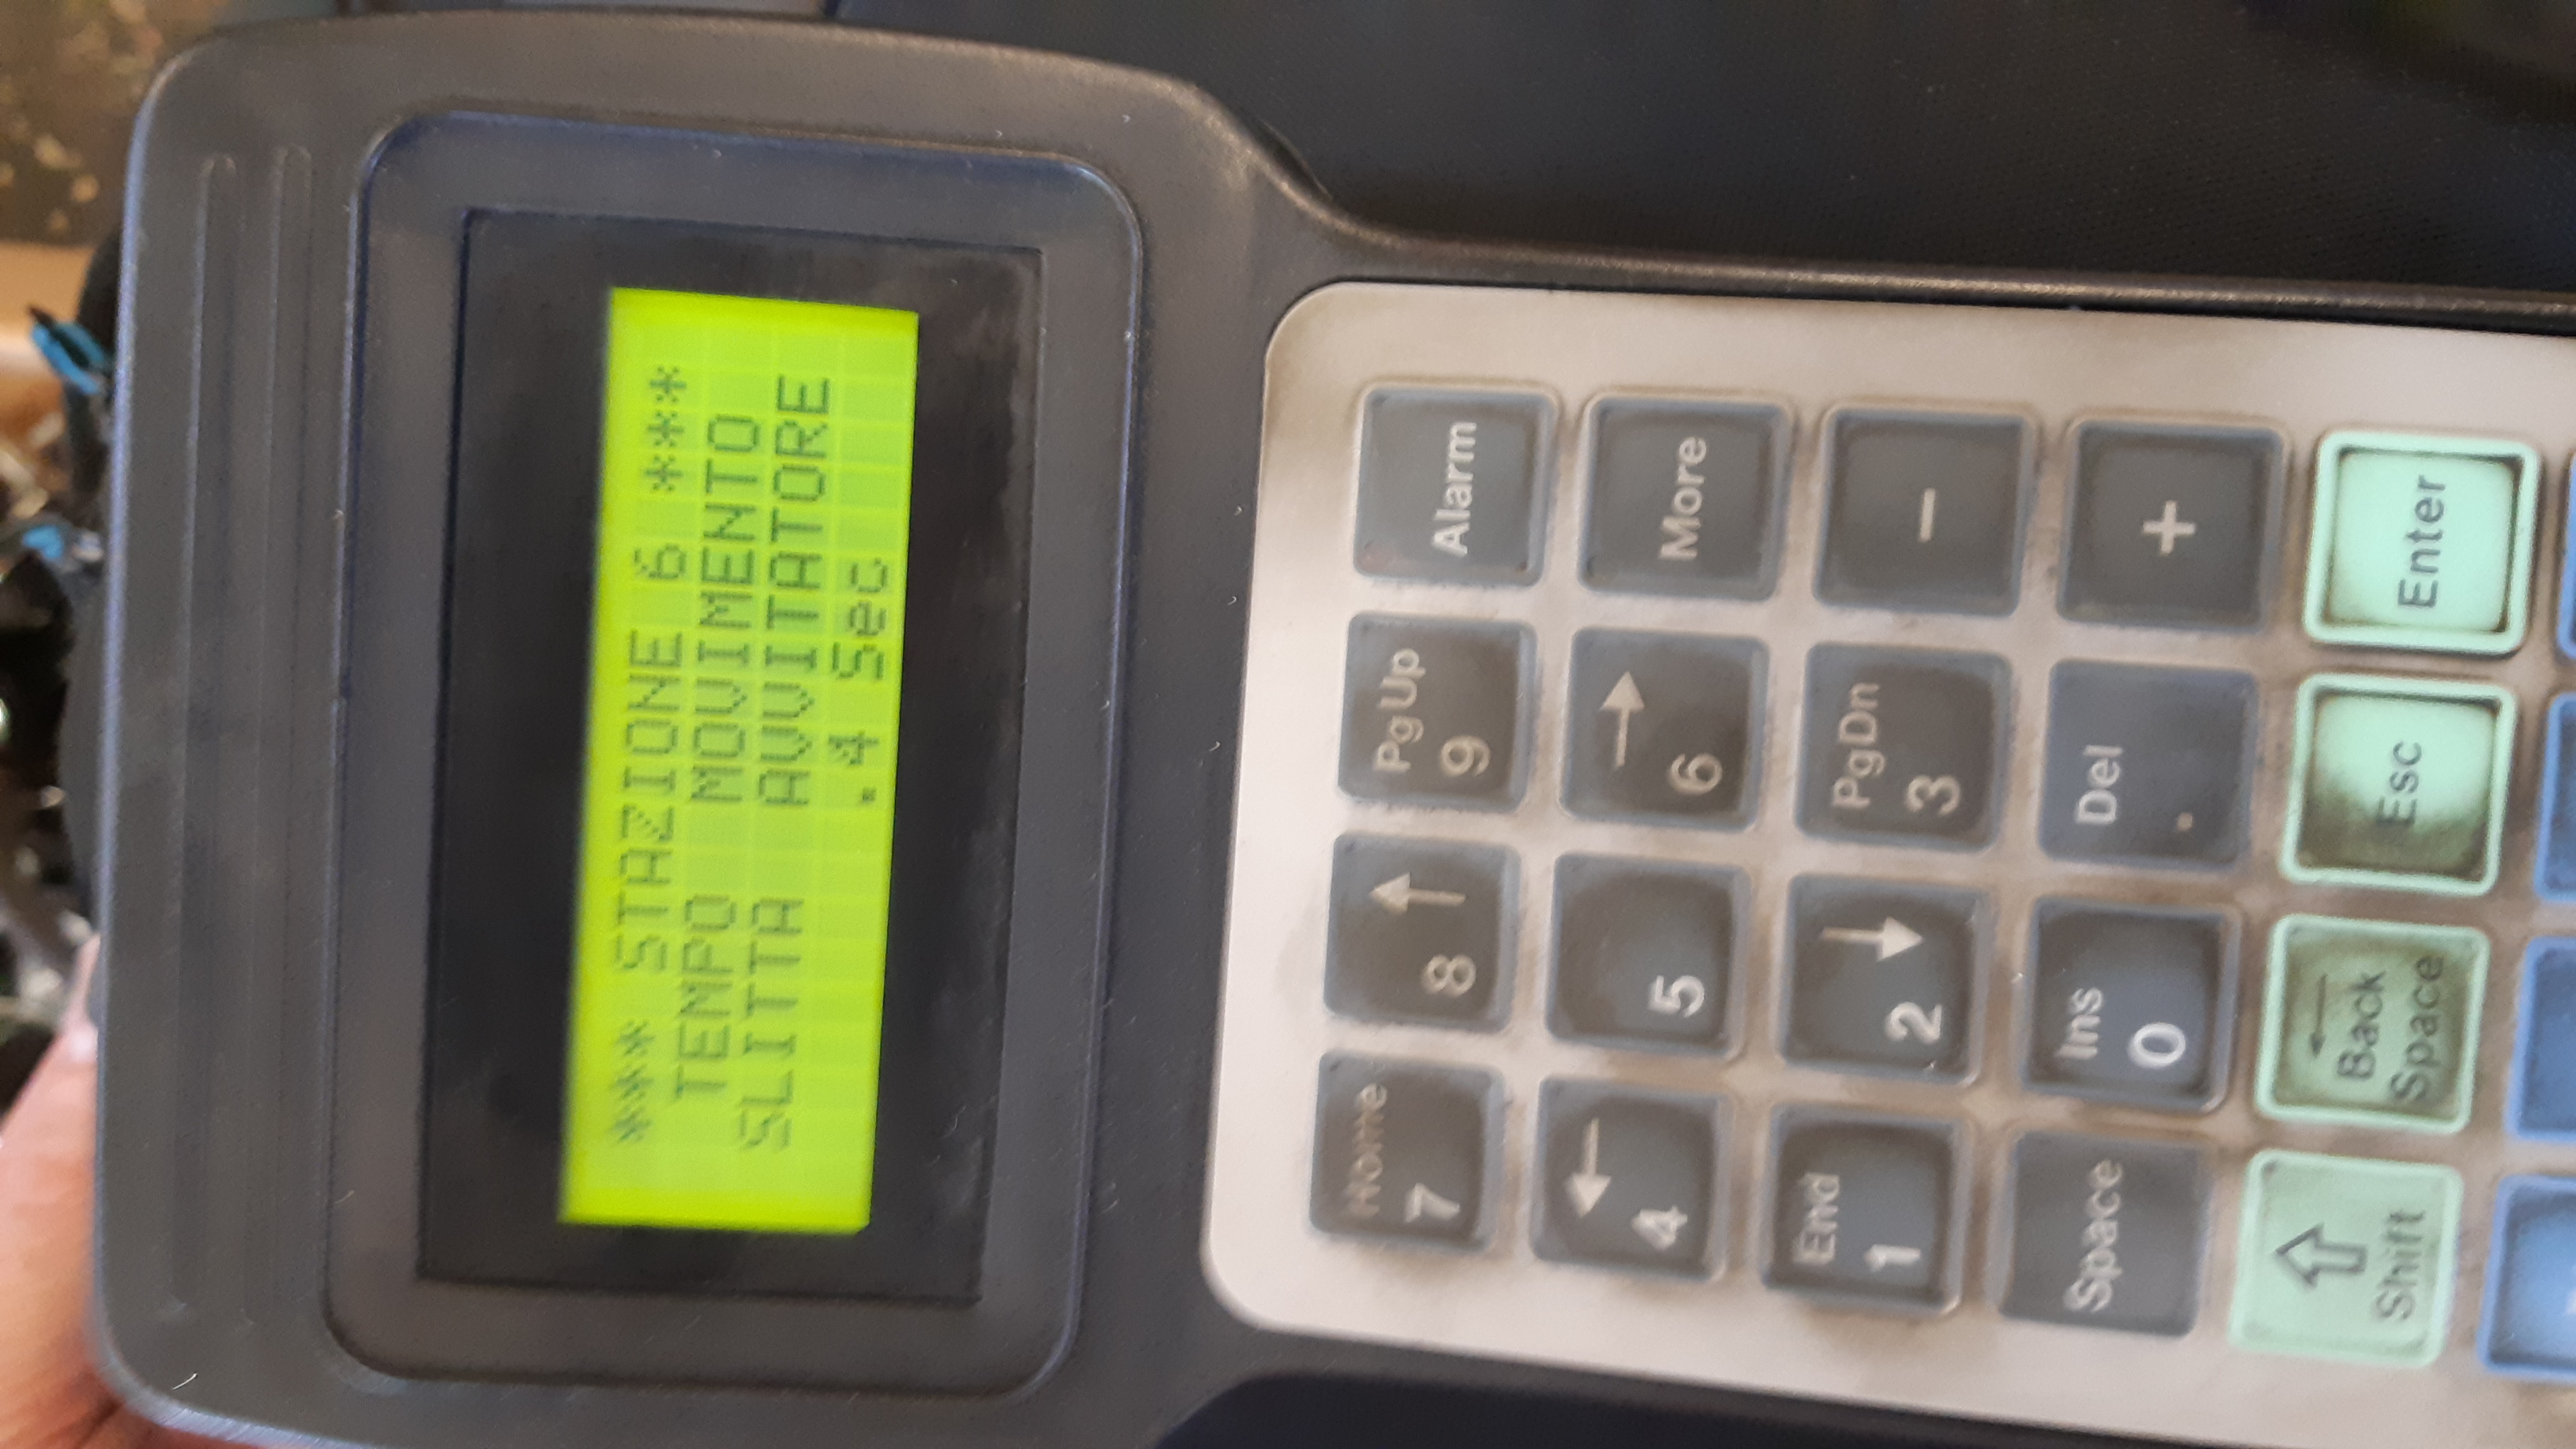 *** STAZIONE 6 ***
TEMPO MOVIMENTO
SLITTA AVVITATORE
.4 Sec
Home
7
8
PgUp
9
Alarm
4
5
6
More
End
1
2
PgDn
3
-
Space
Ins
0
Del
.
+
Shift
Back
Space
Esc
Enter